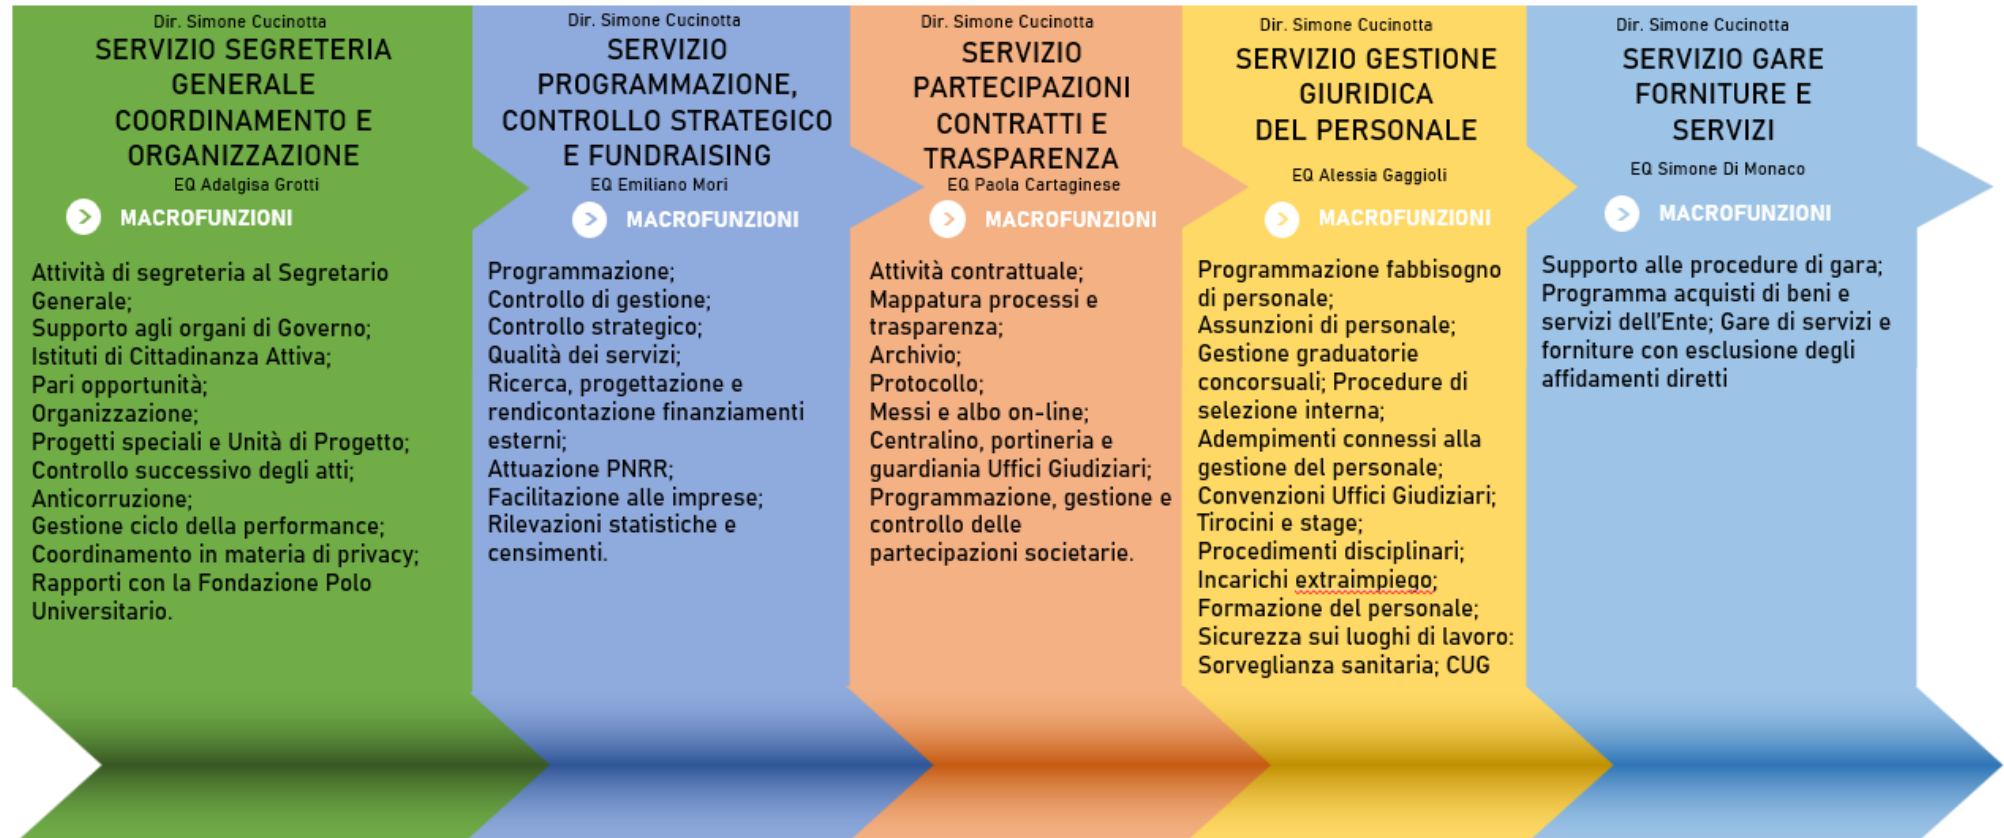 Dir. Simone Cucinotta
SERVIZIO SEGRETERIA
GENERALE
COORDINAMENTO E
ORGANIZZAZIONE
EQ Adalgisa Grotti
MACROFUNZIONI
Attività di segreteria al Segretario
Generale;
Supporto agli organi di Governo;
Istituti di Cittadinanza Attiva;
Pari opportunità;
Organizzazione;
Progetti speciali e Unità di Progetto;
Controllo successivo degli atti;
Anticorruzione;
Gestione ciclo della performance;
Coordinamento in materia di privacy;
Rapporti con la Fondazione Polo
Universitario.
Dir. Simone Cucinotta
SERVIZIO
PROGRAMMAZIONE,
CONTROLLO STRATEGICO
E FUNDRAISING
EQ Emiliano Mori
MACROFUNZIONI
Programmazione;
Controllo di gestione;
Controllo strategico;
Qualità dei servizi;
Ricerca, progettazione e
rendicontazione finanziamenti
esterni;
Attuazione PNRR;
Facilitazione alle imprese;
Rilevazioni statistiche e
censimenti.
Dir. Simone Cucinotta
SERVIZIO
PARTECIPAZIONI
CONTRATTI E
TRASPARENZA
EQ Paola Cartaginese
MACROFUNZIONI
Attività contrattuale;
Mappatura processi e
trasparenza;
Archivio;
Protocollo;
Messi e albo on-line;
Centralino, portineria e
guardiania Uffici Giudiziari;
Programmazione, gestione e
controllo delle
partecipazioni societarie.
Dir. Simone Cucinotta
SERVIZIO GESTIONE
GIURIDICA
DEL PERSONALE
EQ Alessia Gaggioli
MACROFUNZIONI
Programmazione fabbisogno
di personale;
Assunzioni di personale;
Gestione graduatorie
concorsuali; Procedure di
selezione interna;
Adempimenti connessi alla
gestione del personale;
Convenzioni Uffici Giudiziari;
Tirocini e stage;
Procedimenti disciplinari;
Incarichi extraimpiego;
Formazione del personale;
Sicurezza sui luoghi di lavoro:
Sorveglianza sanitaria; CUG
Dir. Simone Cucinotta
SERVIZIO GARE
FORNITURE E
SERVIZI
EQ Simone Di Monaco
MACROFUNZIONI
Supporto alle procedure di gara;
Programma acquisti di beni e
servizi dell'Ente; Gare di servizi e
forniture con esclusione degli
affidamenti diretti